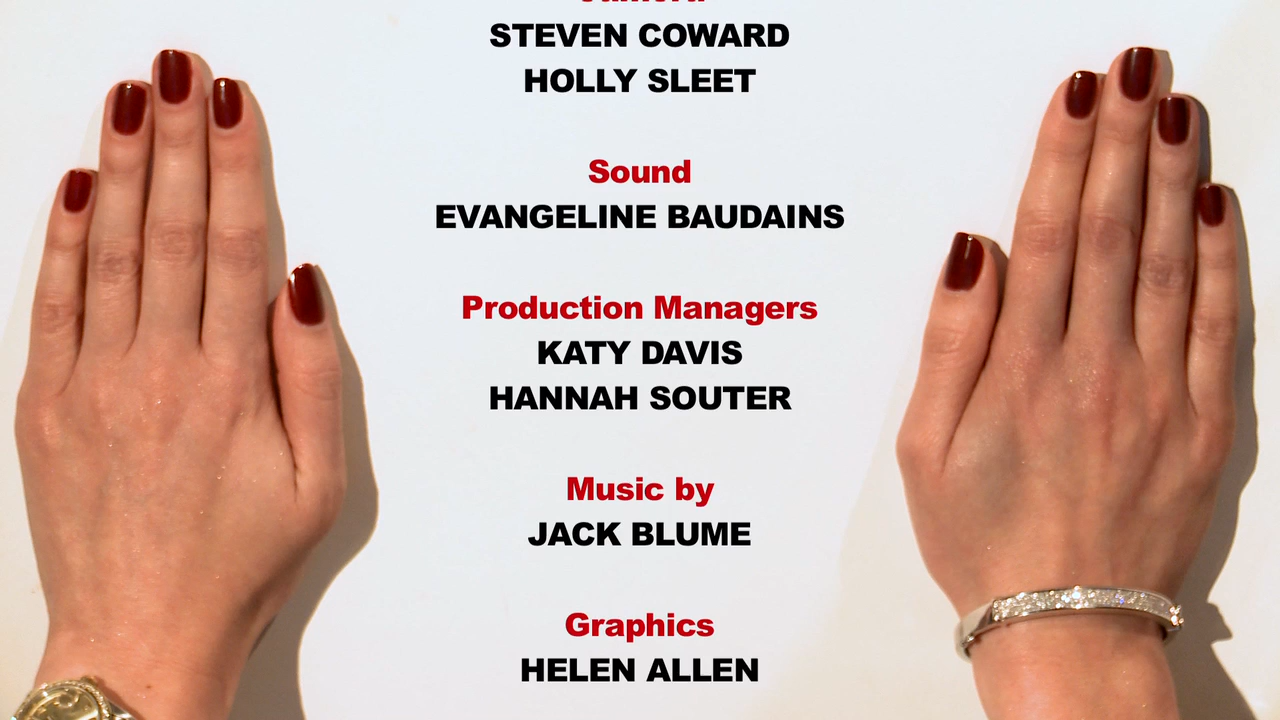 STEVEN COWARD
HOLLY SLEET
Sound
EVANGELINE BAUDAINS
Production Managers
KATY DAVIS
HANNAH SOUTER
Music by
JACK BLUME
Graphics
HELEN ALLEN